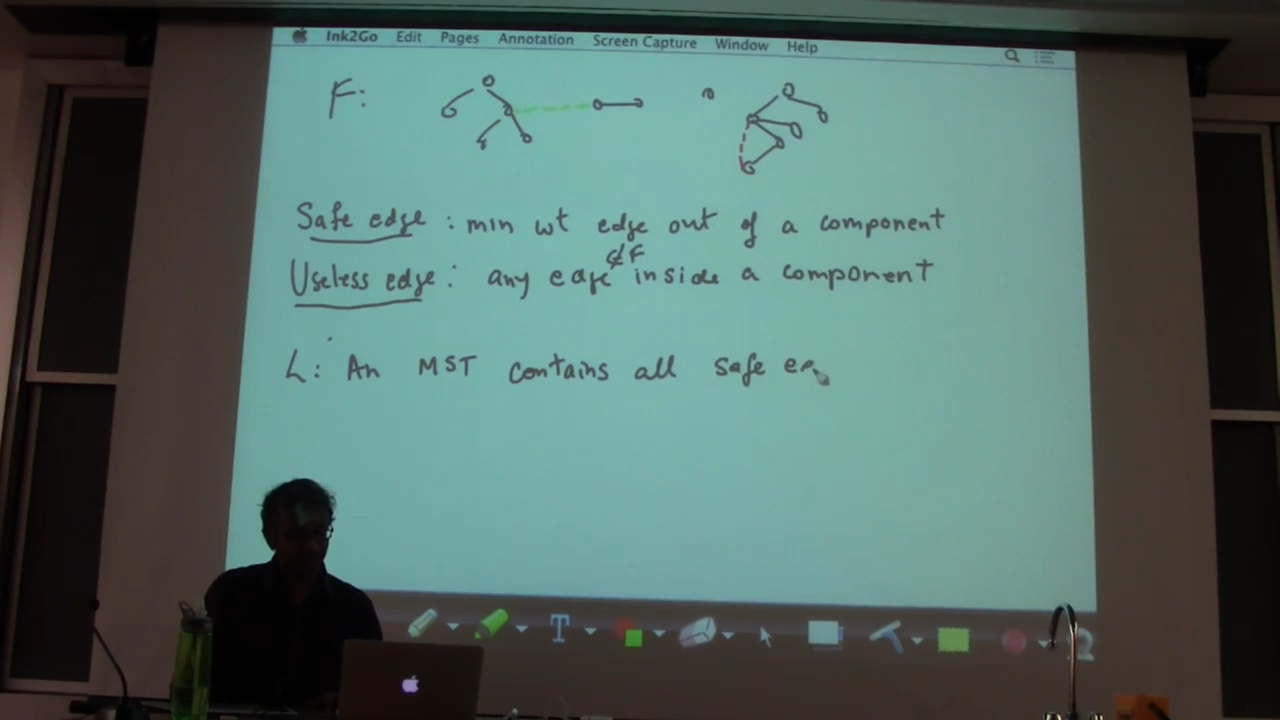 Ink2Go Edit Pages Annotation Screen Capture Window Help
F:
Safe edge : min wt edge out of a component
∉F
Useless edge : any edge inside a component
L: An MST contains all safe e